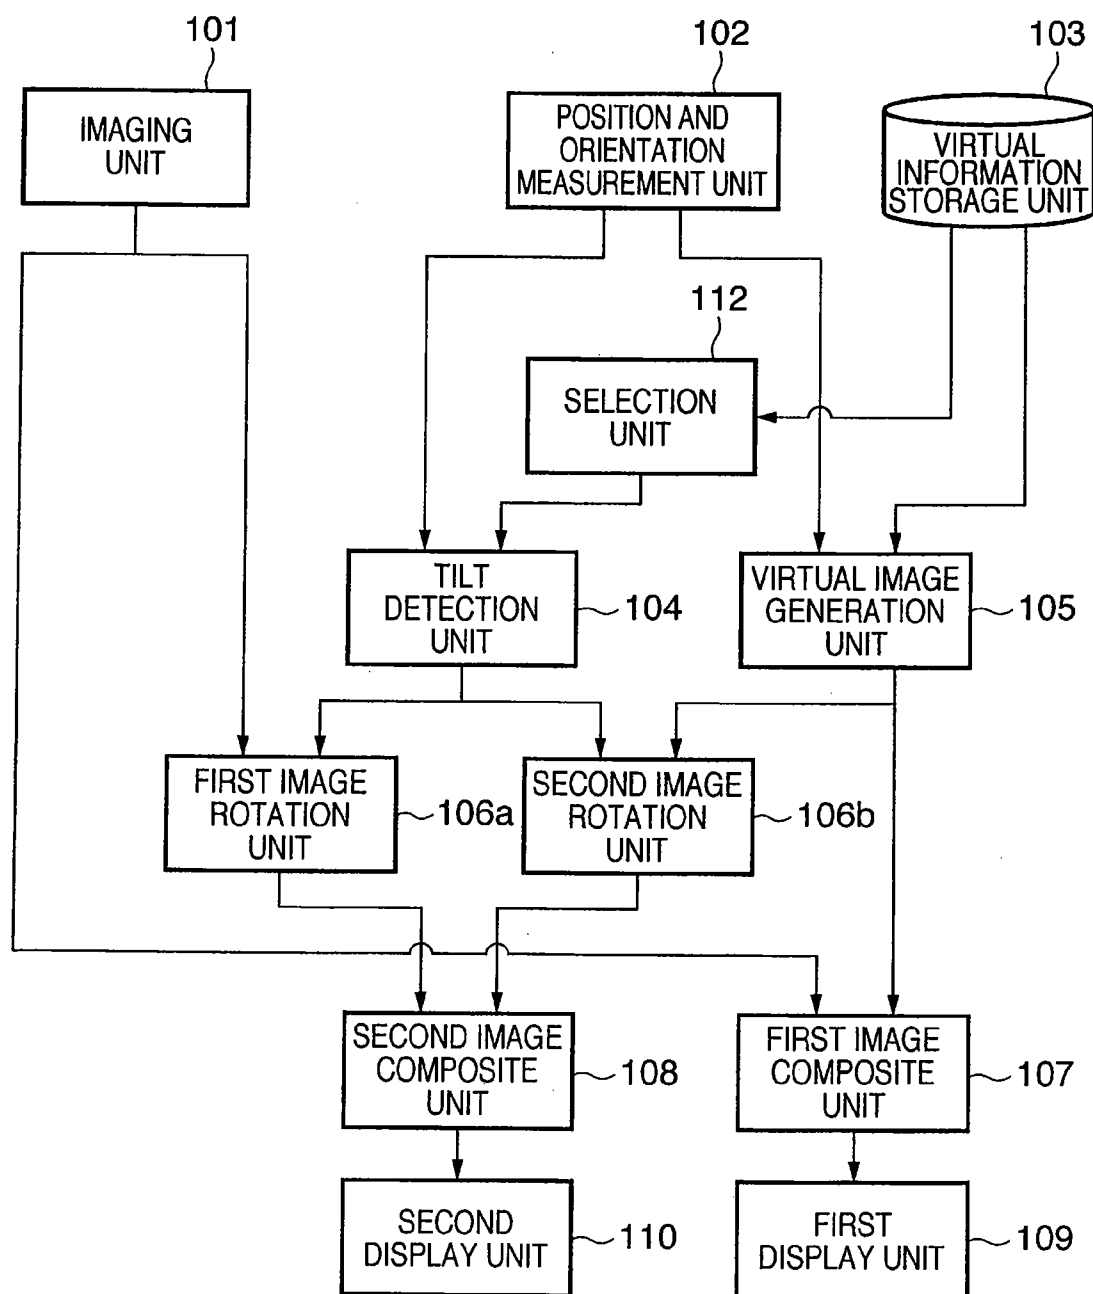 101
102
103
IMAGING
UNIT
POSITION AND
ORIENTATION
MEASUREMENT UNIT
VIRTUAL
INFORMATION
STORAGE UNIT
112
SELECTION
UNIT
TILT
DETECTION
UNIT
104
VIRTUAL IMAGE
GENERATION
UNIT
105
FIRST IMAGE
ROTATION
UNIT
106a
SECOND IMAGE
ROTATION
UNIT
106b
SECOND IMAGE
COMPOSITE
UNIT
108
FIRST IMAGE
COMPOSITE
UNIT
107
SECOND
DISPLAY UNIT
110
FIRST
DISPLAY UNIT
109